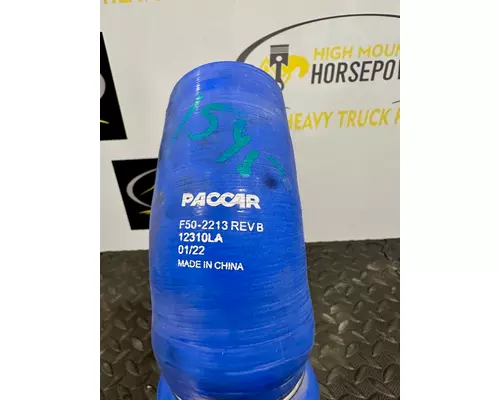 HIGH MOUN
HORSEPO
HEAVY TRUCK
PACCAR
F50-2213 REV B
12310LA
01/22
MADE IN CHINA